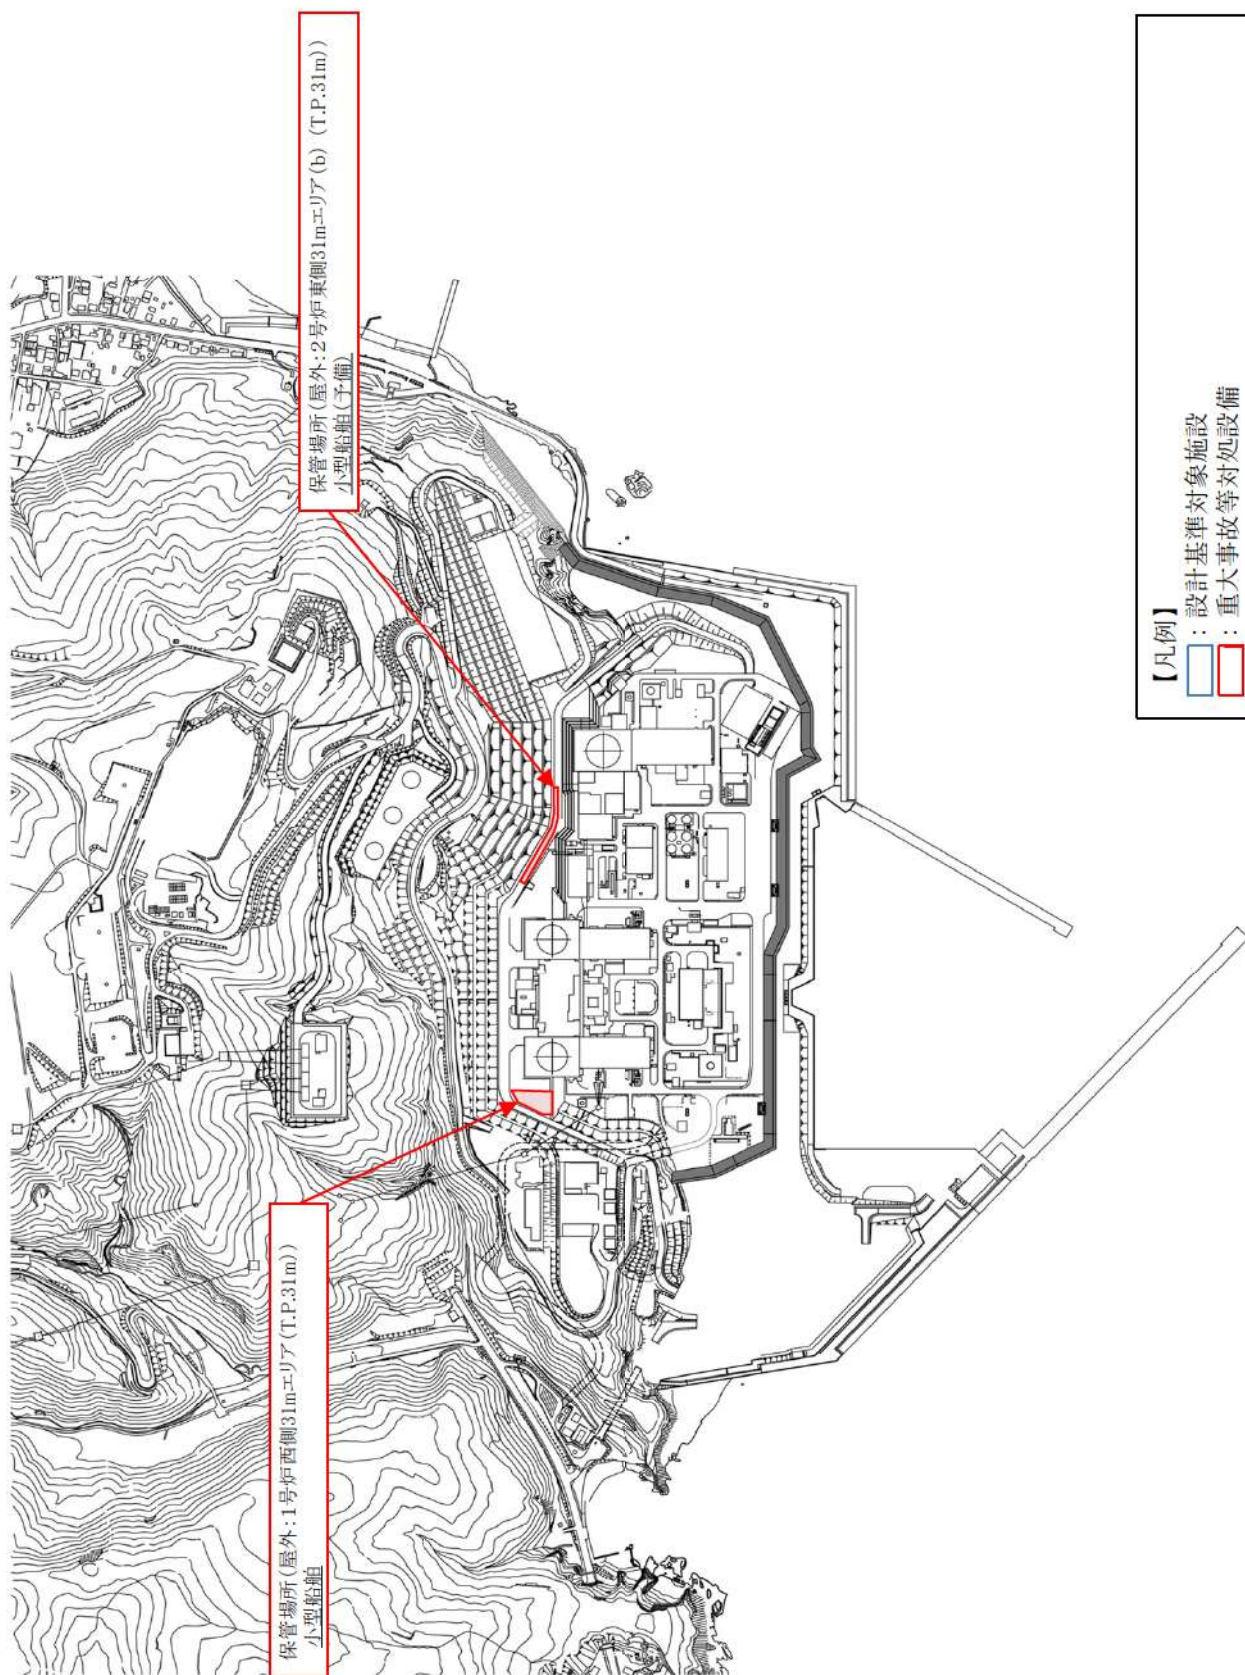 保管場所(屋外:1号炉西側31mエリア(T.P.31m))
小型船舶
保管場所(屋外:2号炉東側31mエリア(b) (T.P.31m))
小型船舶(予備)
【凡例】
:設計基準対象施設
:重大事故等対処設備